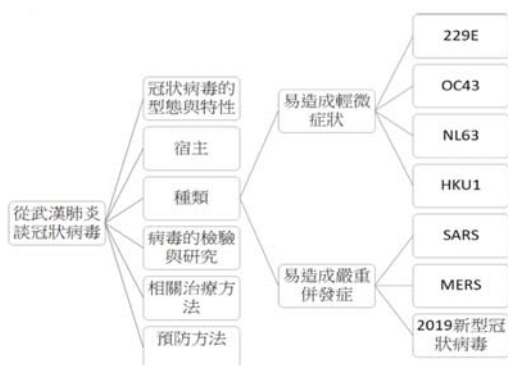 從武漢肺炎
談冠狀病毒
冠狀病毒的
型態與特性
宿主
種類
病毒的檢驗
與研究
相關治療方
法
預防方法
易造成輕微
症狀
易造成嚴重
併發症
229E
OC43
NL63
HKU1
SARS
MERS
2019新型冠
狀病毒